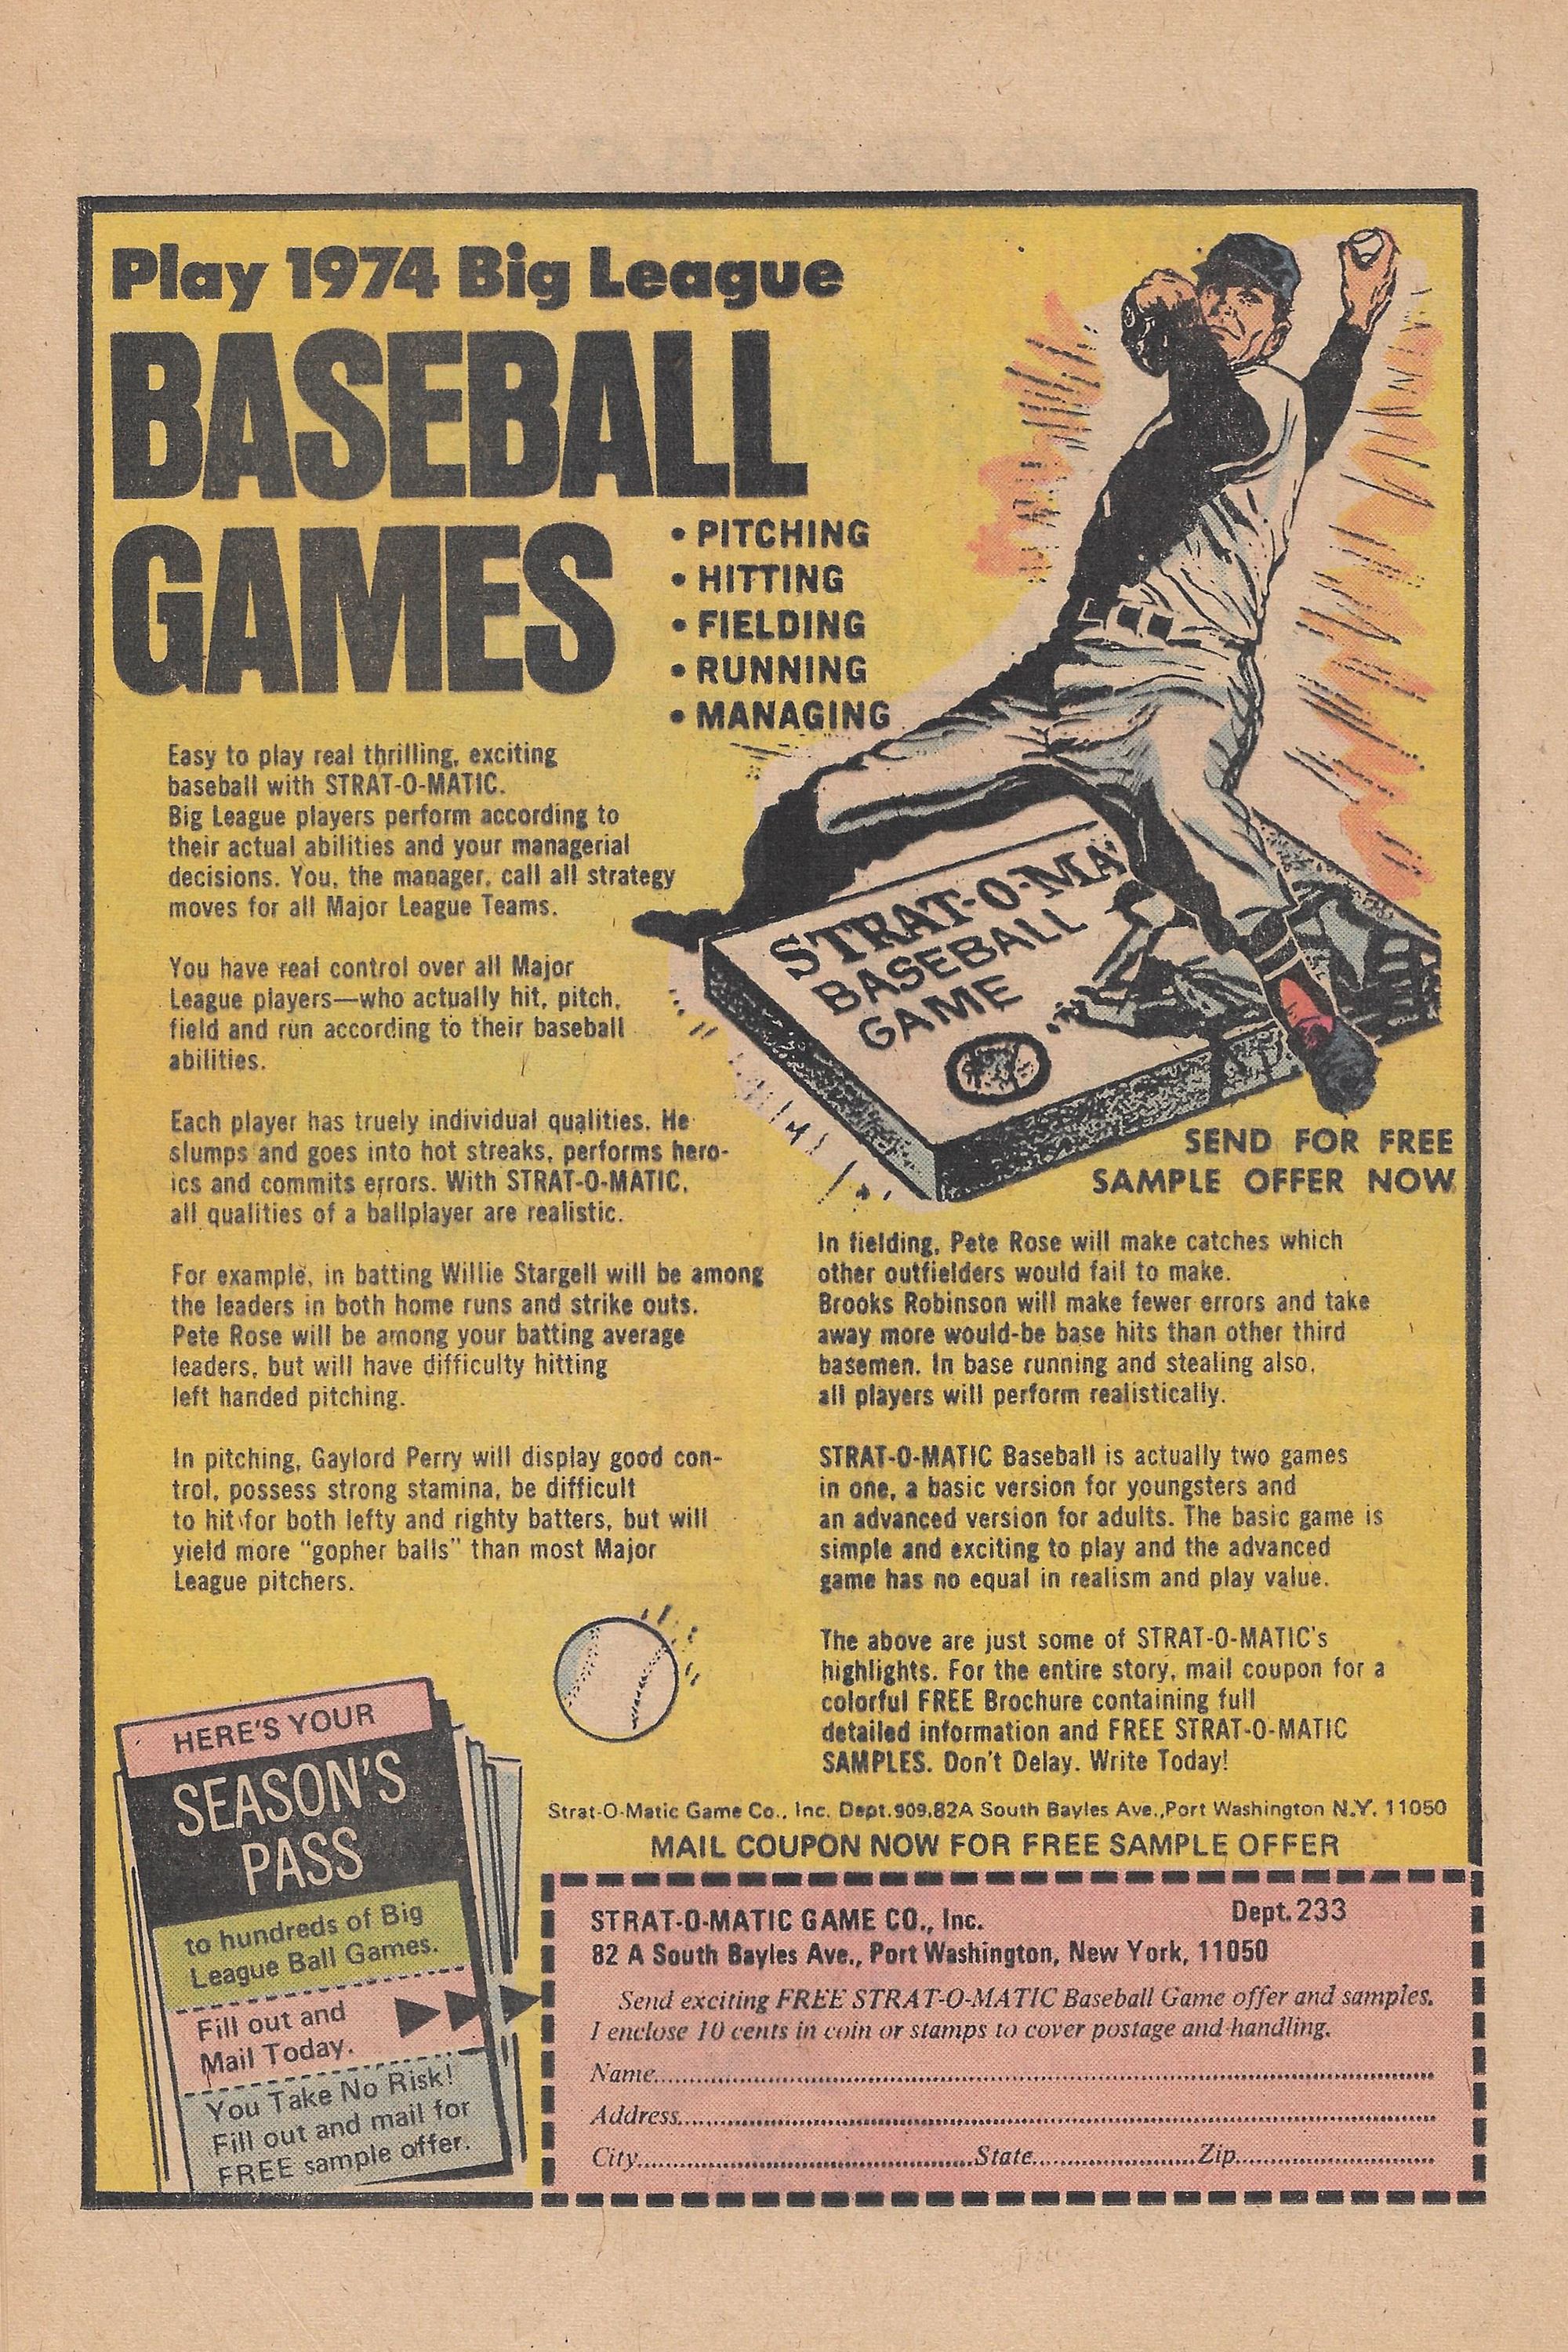 Play 1974 Big League
BASEBALL
GAMES
• PITCHING
• HITTING
• FIELDING
• RUNNING
• MANAGING
Easy to play real thrilling, exciting
baseball with STRAT-O-MATIC.
Big League players perform according to
their actual abilities and your managerial
decisions. You, the manager, call all strategy
moves for all Major League Teams.
You have real control over all Major
League players—who actually hit, pitch,
field and run according to their baseball
abilities.
Each player has truely individual qualities. He
slumps and goes into hot streaks, performs hero-
ics and commits errors. With STRAT-O-MATIC,
all qualities of a ballplayer are realistic.
For example, in batting Willie Stargell will be among
the leaders in both home runs and strike outs.
Pete Rose will be among your batting average
leaders, but will have difficulty hitting
left handed pitching.
In pitching, Gaylord Perry will display good con-
trol, possess strong stamina, be difficult
to hit for both lefty and righty batters, but will
yield more "gopher balls" than most Major
League pitchers.
STRAT-O-MA
BASEBALL
GAME
SEND FOR FREE
SAMPLE OFFER NOW
In fielding, Pete Rose will make catches which
other outfielders would fail to make.
Brooks Robinson will make fewer errors and take
away more would-be base hits than other third
basemen. In base running and stealing also,
all players will perform realistically.
STRAT-O-MATIC Baseball is actually two games
in one, a basic version for youngsters and
an advanced version for adults. The basic game is
simple and exciting to play and the advanced
game has no equal in realism and play value.
The above are just some of STRAT-O-MATIC's
highlights. For the entire story, mail coupon for a
colorful FREE Brochure containing full
detailed information and FREE STRAT-O-MATIC
SAMPLES. Don't Delay. Write Today!
Strat-O-Matic Game Co., Inc. Dept.909,82A South Bayles Ave.,Port Washington N.Y. 11050
MAIL COUPON NOW FOR FREE SAMPLE OFFER
HERE'S YOUR
SEASON'S
PASS
to hundreds of Big
League Ball Games.
Fill out and
Mail Today.
You Take No Risk!
Fill out and mail for
FREE sample offer.
STRAT-O-MATIC GAME CO., Inc. Dept. 233
82 A South Bayles Ave., Port Washington, New York, 11050
Send exciting FREE STRAT-O-MATIC Baseball Game offer and samples.
I enclose 10 cents in coin or stamps to cover postage and handling.
Name
Address
City State Zip